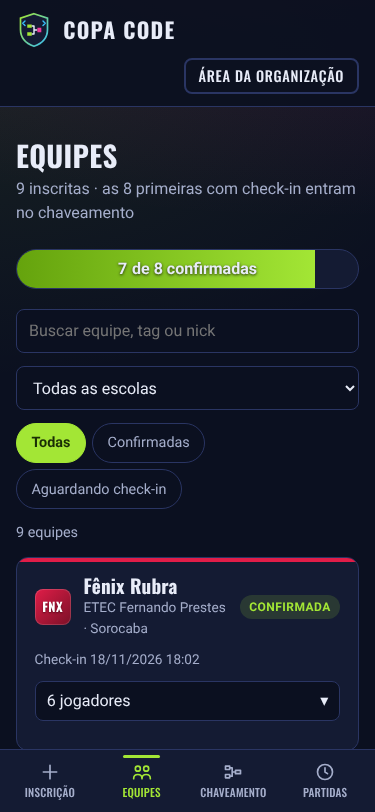 COPA CODE
ÁREA DA ORGANIZAÇÃO
EQUIPES
9 inscritas · as 8 primeiras com check-in entram
no chaveamento
7 de 8 confirmadas
Buscar equipe, tag ou nick
Todas as escolas
Todas
Confirmadas
Aguardando check-in
9 equipes
FNX
Fênix Rubra
ETEC Fernando Prestes
· Sorocaba
CONFIRMADA
Check-in 18/11/2026 18:02
6 jogadores
INSCRIÇÃO
EQUIPES
CHAVEAMENTO
PARTIDAS